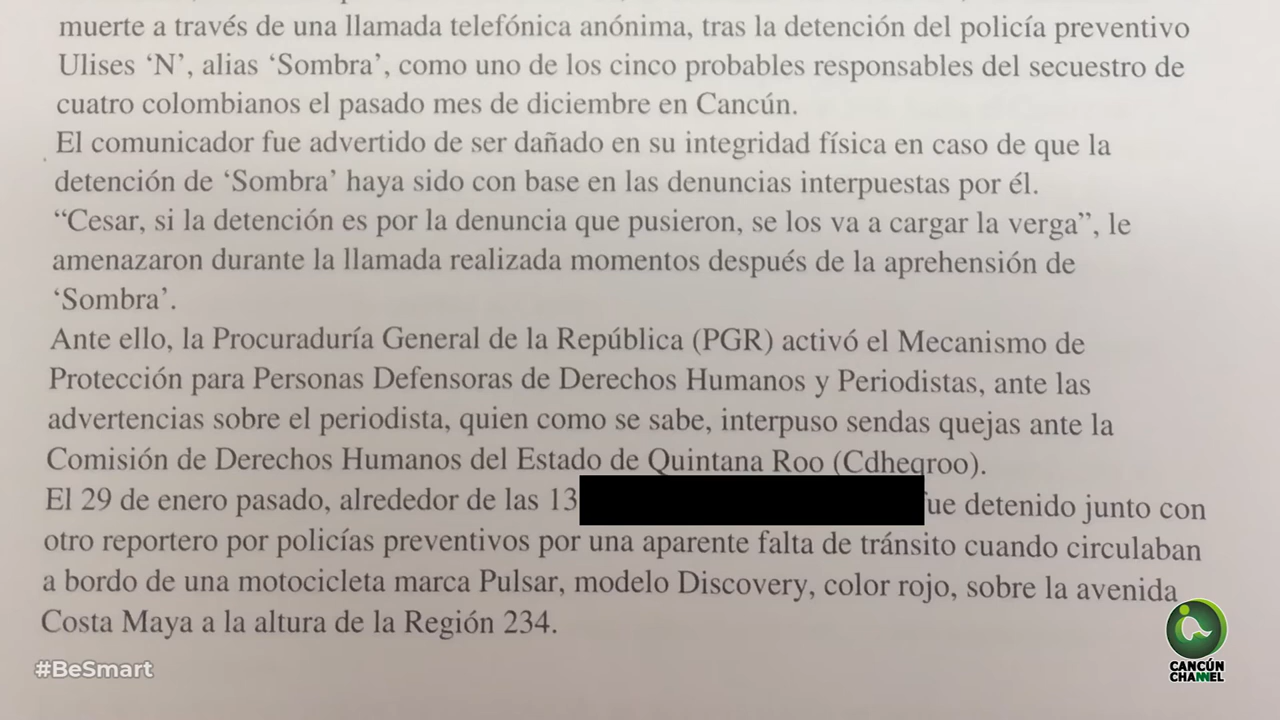 muerte a través de una llamada telefónica anónima, tras la detención del policía preventivo
Ulises ‘N’, alias ‘Sombra’, como uno de los cinco probables responsables del secuestro de
cuatro colombianos el pasado mes de diciembre en Cancún.
El comunicador fue advertido de ser dañado en su integridad física en caso de que la
detención de ‘Sombra’ haya sido con base en las denuncias interpuestas por él.
“Cesar, si la detención es por la denuncia que pusieron, se los va a cargar la verga”, le
amenazaron durante la llamada realizada momentos después de la aprehensión de
‘Sombra’.
Ante ello, la Procuraduría General de la República (PGR) activó el Mecanismo de
Protección para Personas Defensoras de Derechos Humanos y Periodistas, ante las
advertencias sobre el periodista, quien como se sabe, interpuso sendas quejas ante la
Comisión de Derechos Humanos del Estado de Quintana Roo (Cdheqroo).
El 29 de enero pasado, alrededor de las 13 fue detenido junto con
otro reportero por policías preventivos por una aparente falta de tránsito cuando circulaban
a bordo de una motocicleta marca Pulsar, modelo Discovery, color rojo, sobre la avenida
Costa Maya a la altura de la Región 234.
#BeSmart
CANCÚN
CHANNEL